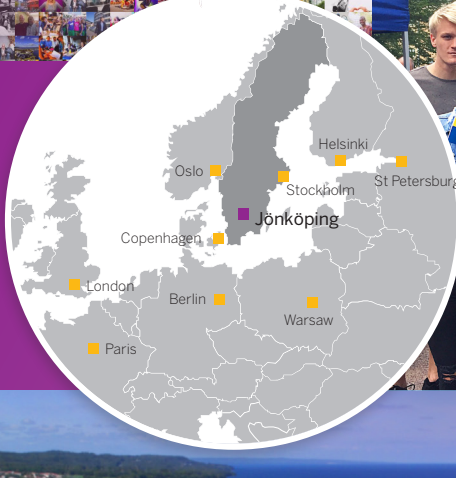 Helsinki
Oslo
St Petersburg
Stockholm
Jönköping
Copenhagen
London
Berlin
Warsaw
Paris